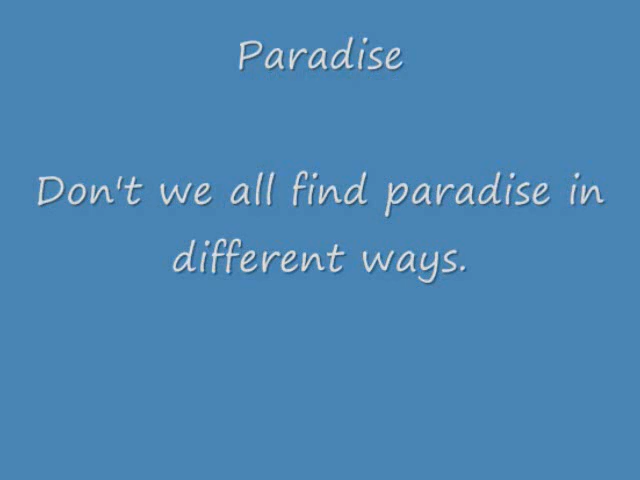 Paradise
Don't we all find paradise in
different ways.